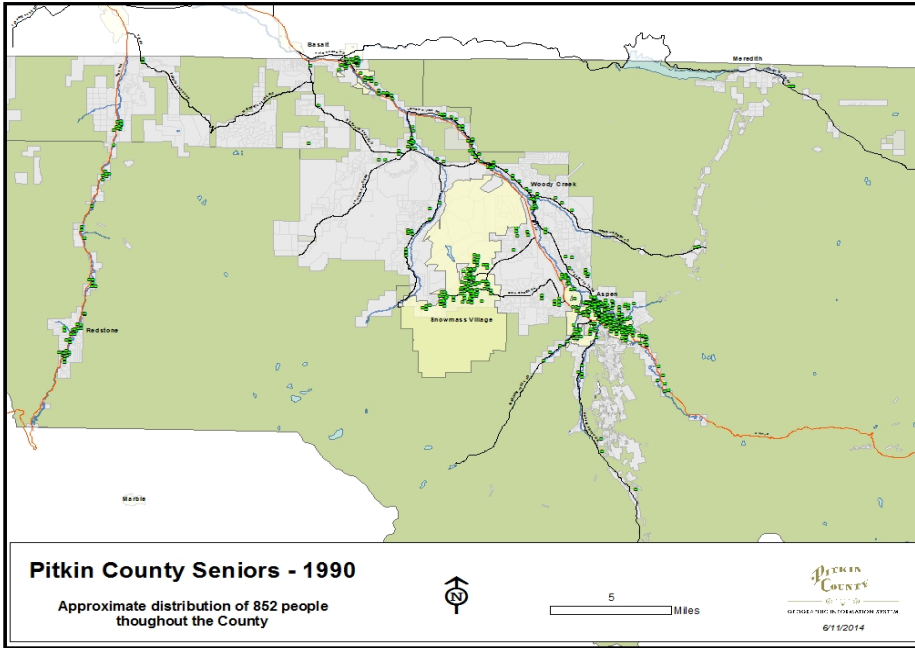 Basalt
Meredith
Woody Creek
Aspen
Snowmass Village
Redstone
Marble
Pitkin County Seniors - 1990
Approximate distribution of 852 people
thoughout the County
N
5
Miles
PITKIN
COUNTY
GEOGRAPHIC INFORMATION SYSTEM
6/11/2014